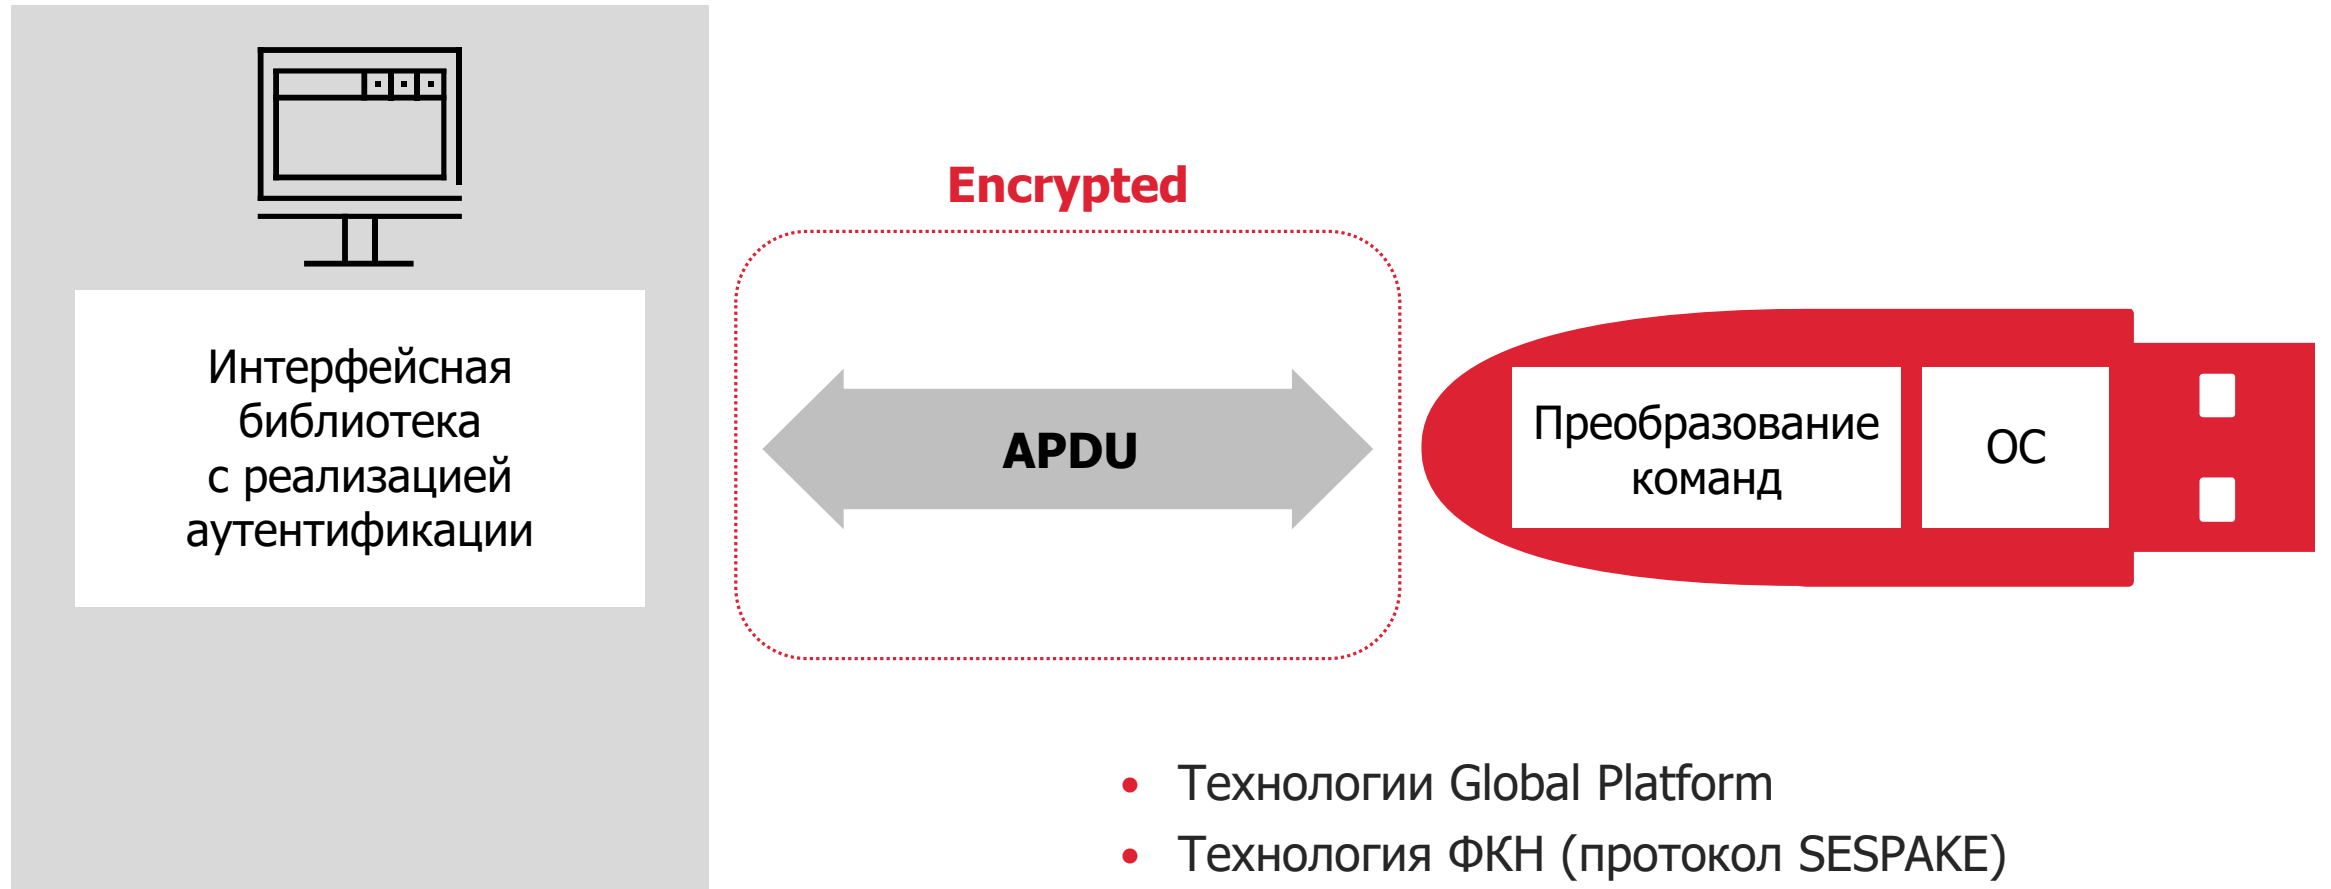 Encrypted
Интерфейсная
библиотека
с реализацией
аутентификации
APDU
Преобразование
команд
ОС
• Технологии Global Platform
• Технология ФКН (протокол SESPAKE)